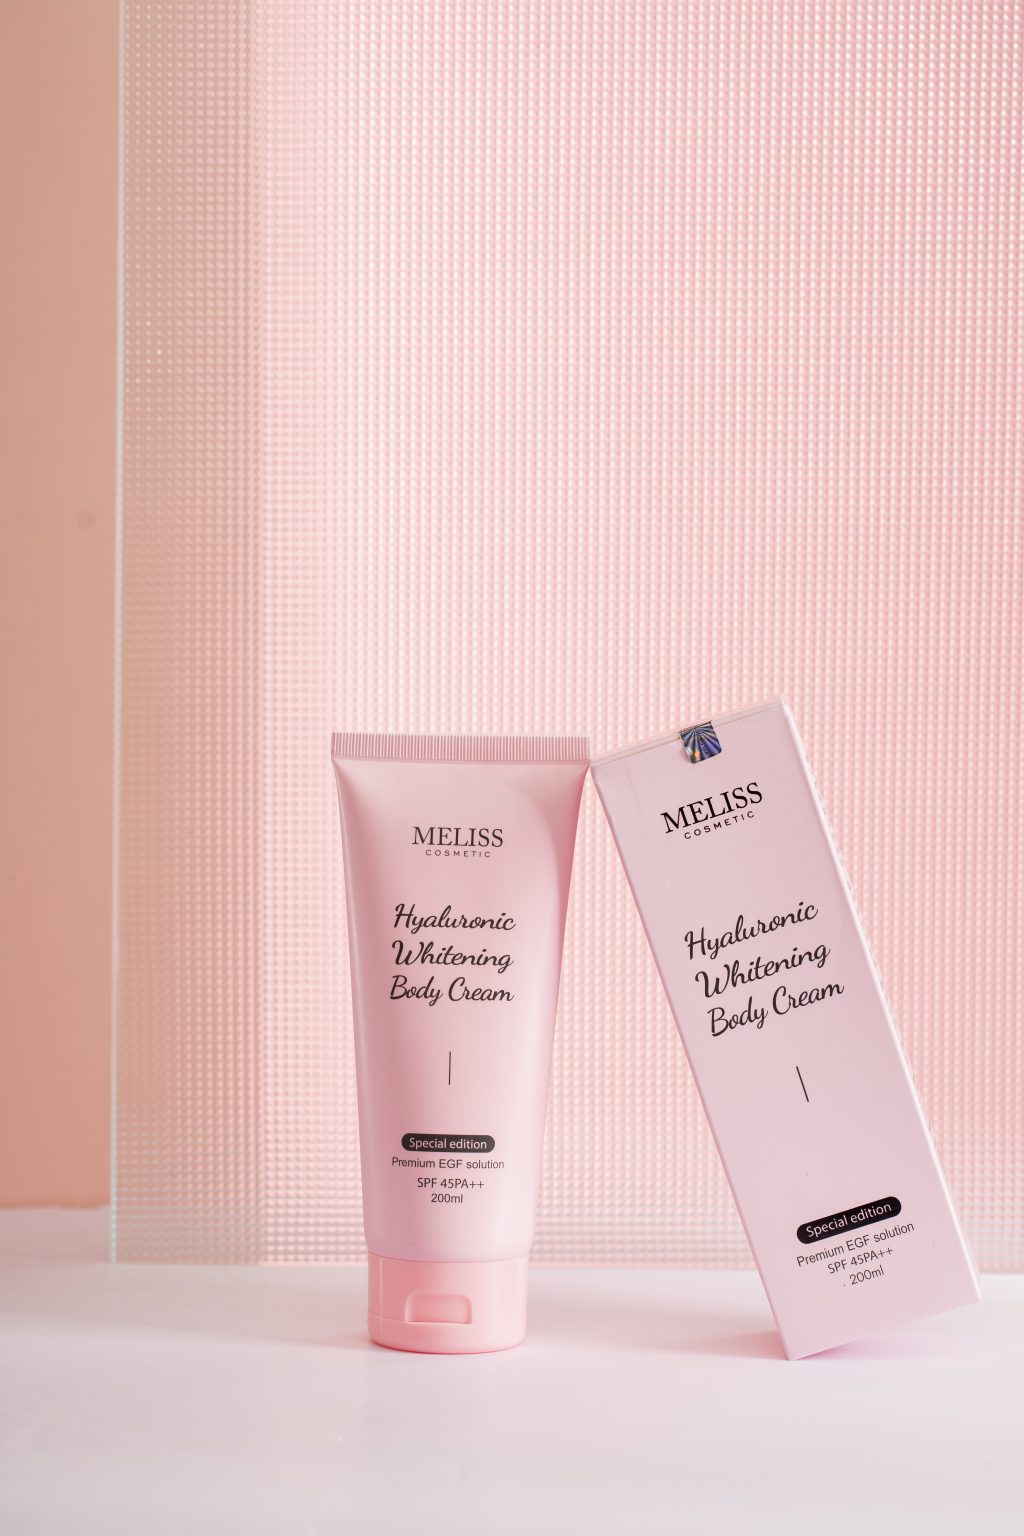 MELISS
COSMETIC
Hyaluronic
Whitening
Body Cream
Special edition
Premium EGF solution
SPF 45PA++
200ml
MELISS
COSMETIC
Hyaluronic
Whitening
Body Cream
Special edition
Premium EGF solution
SPF 45PA++
200ml